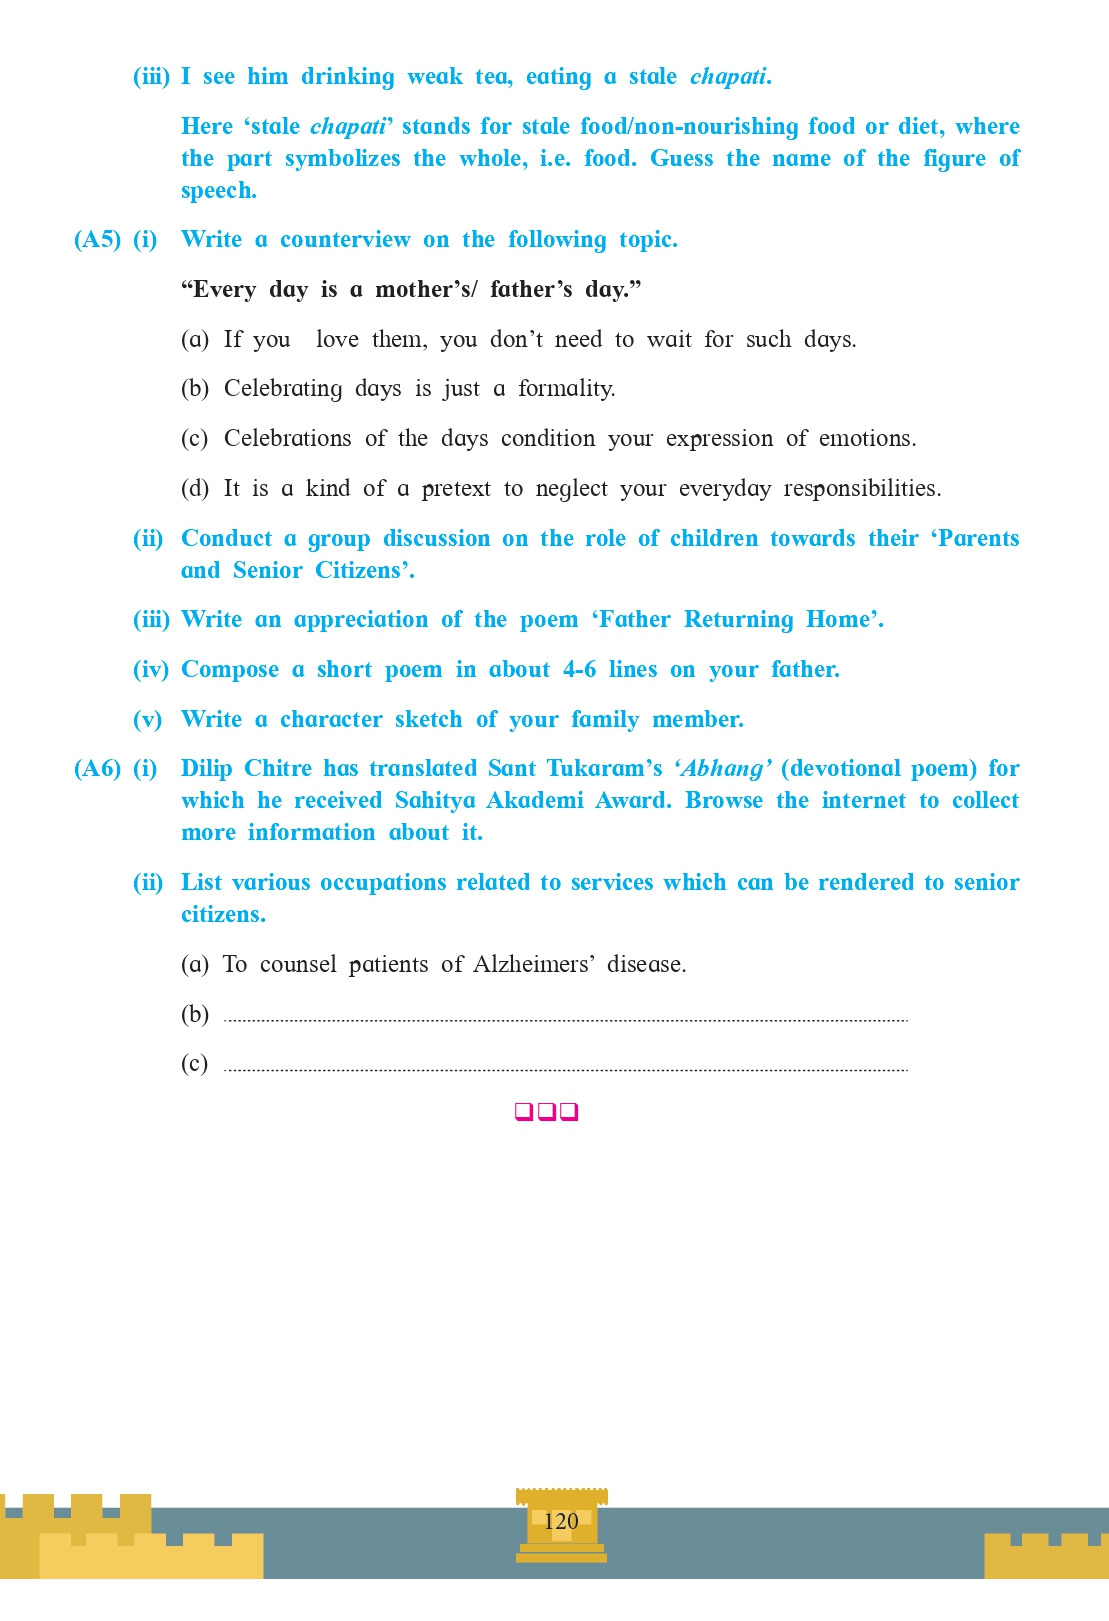 (iii) I see him drinking weak tea, eating a stale chapati.
Here ‘stale chapati’ stands for stale food/non-nourishing food or diet, where
the part symbolizes the whole, i.e. food. Guess the name of the figure of
speech.
(A5) (i) Write a counterview on the following topic.
“Every day is a mother’s/ father’s day.”
(a) If you love them, you don’t need to wait for such days.
(b) Celebrating days is just a formality.
(c) Celebrations of the days condition your expression of emotions.
(d) It is a kind of a pretext to neglect your everyday responsibilities.
(ii) Conduct a group discussion on the role of children towards their ‘Parents
and Senior Citizens’.
(iii) Write an appreciation of the poem ‘Father Returning Home’.
(iv) Compose a short poem in about 4-6 lines on your father.
(v) Write a character sketch of your family member.
(A6) (i) Dilip Chitre has translated Sant Tukaram’s ‘Abhang’ (devotional poem) for
which he received Sahitya Akademi Award. Browse the internet to collect
more information about it.
(ii) List various occupations related to services which can be rendered to senior
citizens.
(a) To counsel patients of Alzheimers’ disease.
(b)
(c)
120